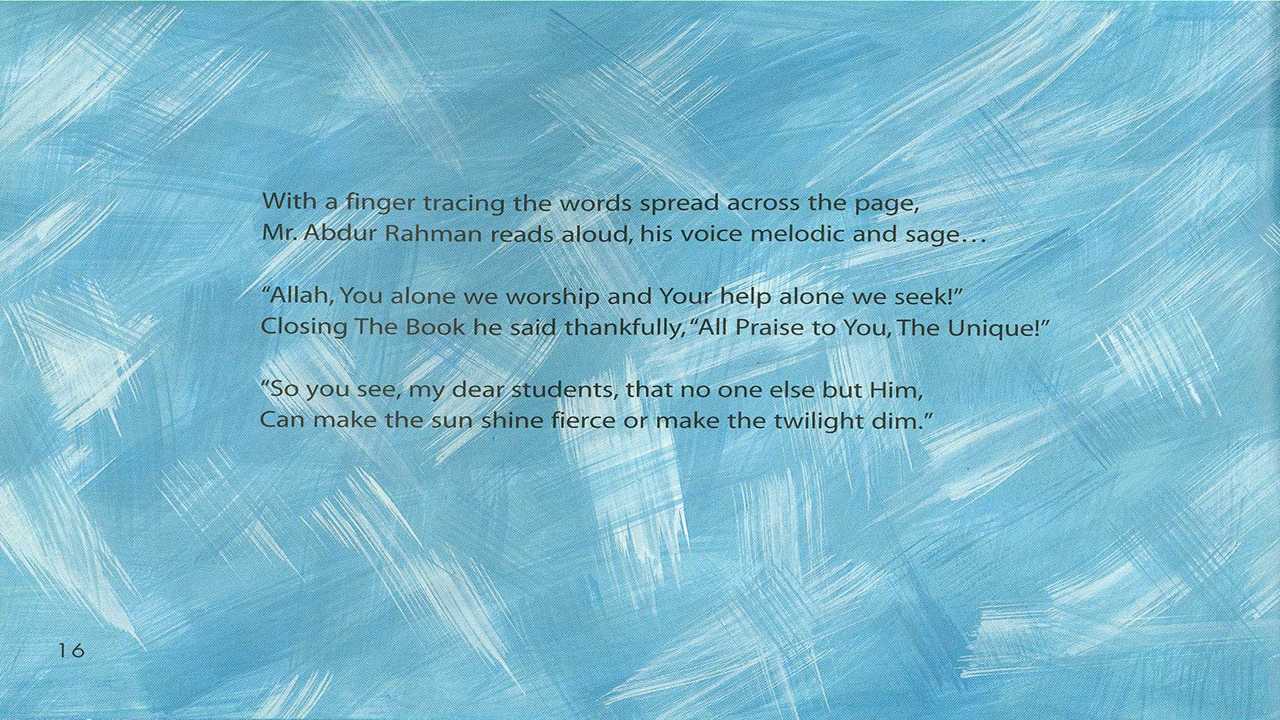 With a finger tracing the words spread across the page,
Mr. Abdur Rahman reads aloud, his voice melodic and sage…
“Allah, You alone we worship and Your help alone we seek!”
Closing The Book he said thankfully, “All Praise to You, The Unique!”
“So you see, my dear students, that no one else but Him,
Can make the sun shine fierce or make the twilight dim.”
16